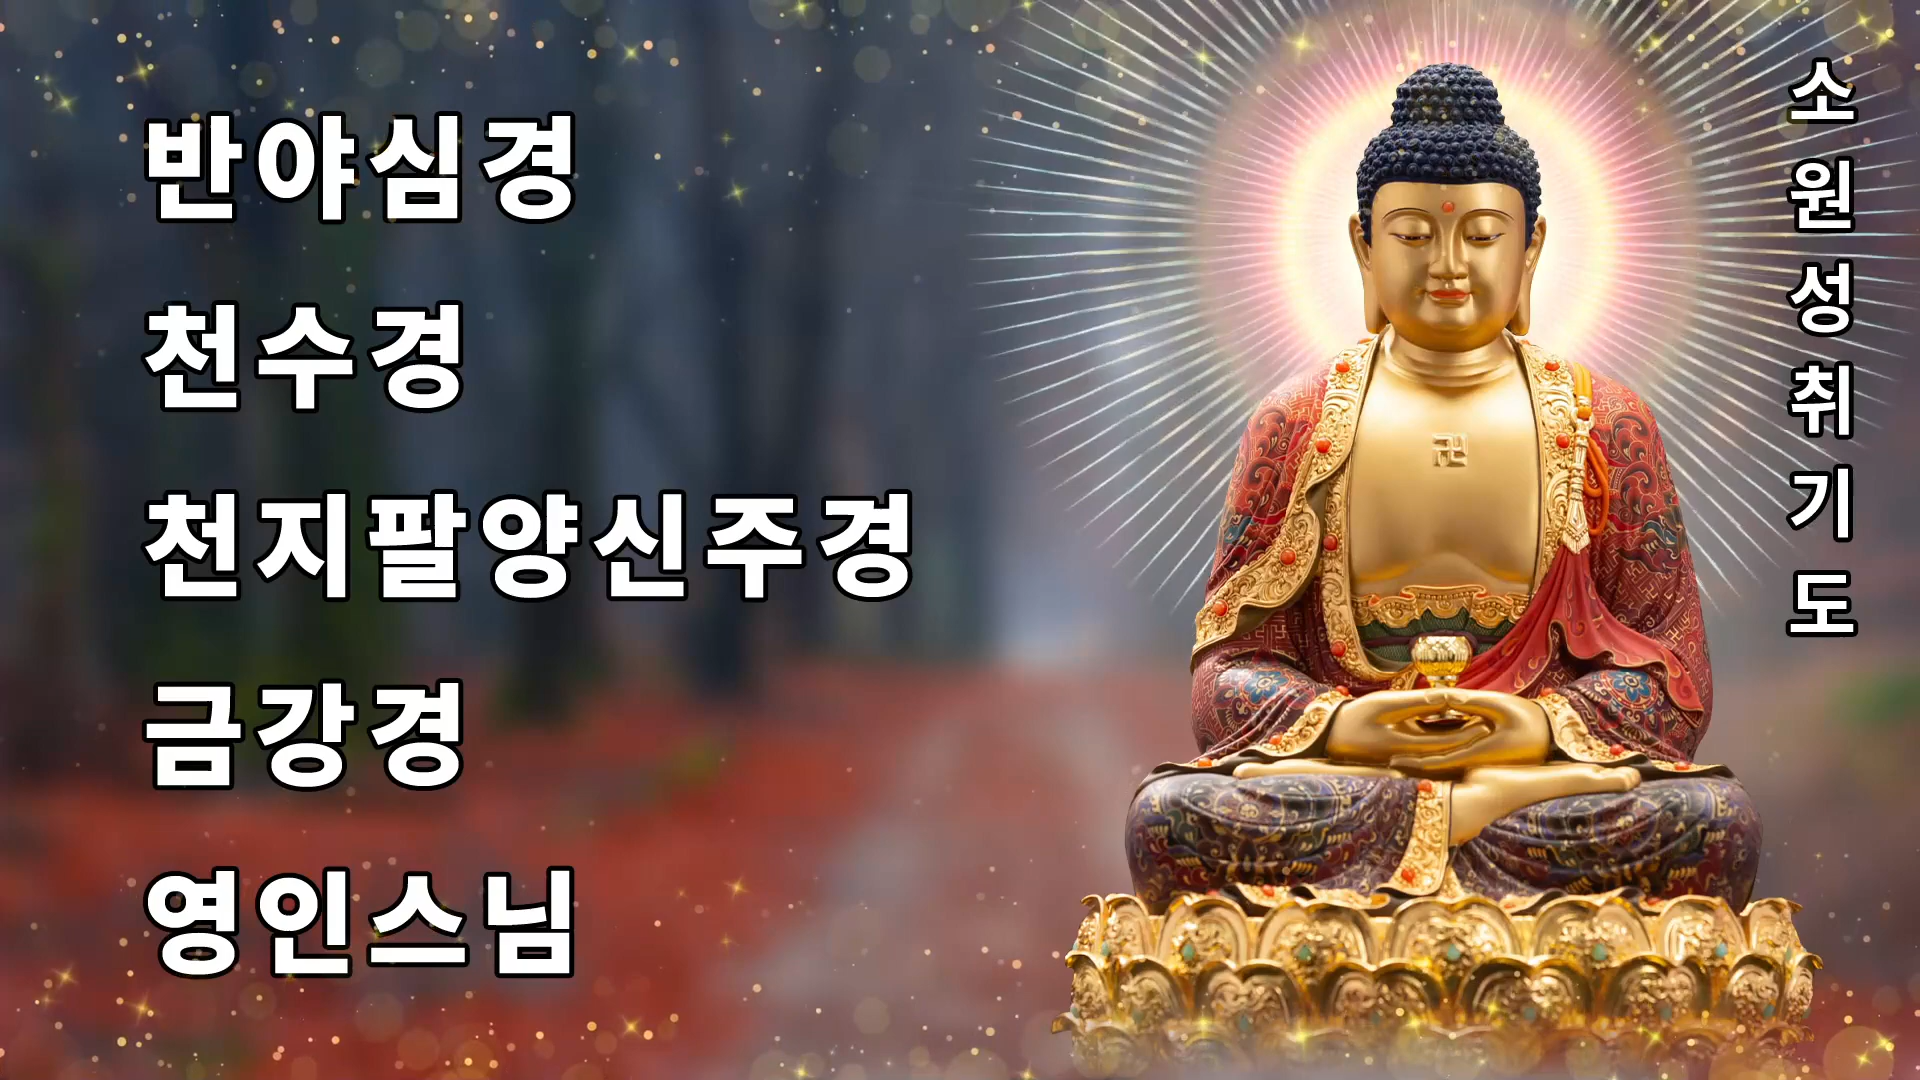 반야심경
천수경
천지팔양신주경
금강경
영인스님
소원성취기도